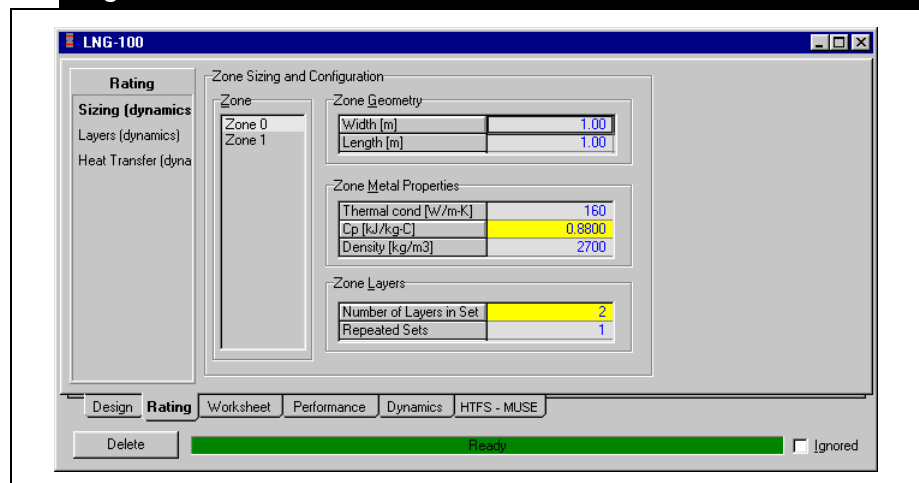 LNG-100
Rating
Sizing (dynamics
Layers (dynamics)
Heat Transfer (dyna
Zone Sizing and Configuration
Zone
Zone 0
Zone 1
Zone Geometry
Width [m] 1.00
Length [m] 1.00
Zone Metal Properties
Thermal cond [W/m-K] 160
Cp [kJ/kg-C] 0.8800
Density [kg/m3] 2700
Zone Layers
Number of Layers in Set 2
Repeated Sets 1
Design Rating Worksheet Performance Dynamics HTFS - MUSE
Delete Ready Ignored